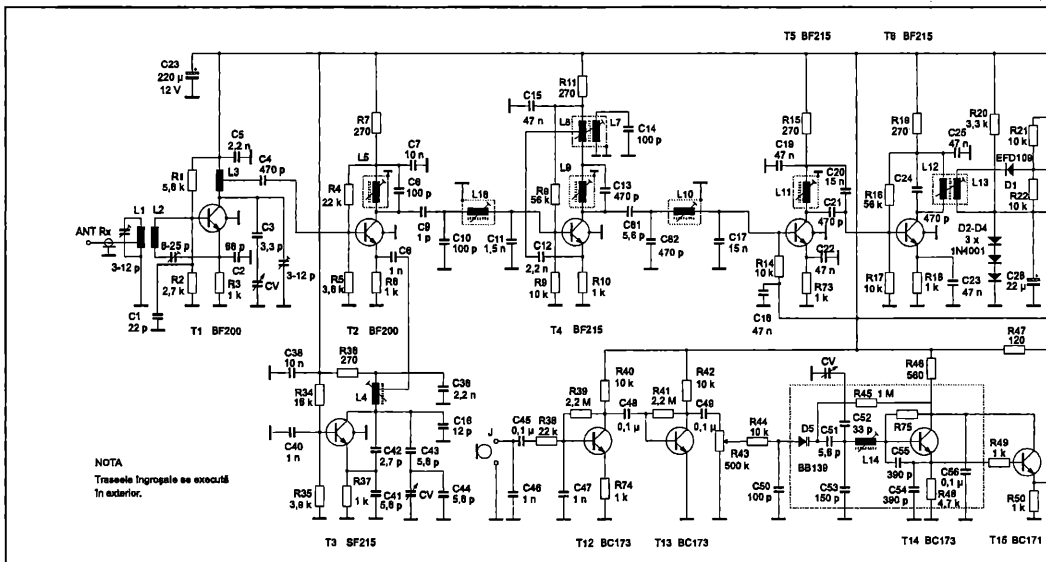 T5 BF215
T6 BF215
C23
220 µ
12 V
C5
2,2 n
C4
470 p
L3
R1
5,6 k
L1
L2
ANT Rx
3-12 p
6-25 p
68 p
C2
C3
3,3 p
3-12 p
R2
2,7 k
R3
1 k
CV
C1
22 p
T1 BF200
R7
270
L5
C7
10 n
R4
22 k
C6
100 p
C9
1 p
L18
C10
100 p
C11
1,5 n
C8
1 n
R5
3,8 k
R6
1 k
T2 BF200
R11
270
C15
47 n
L8
L7
C14
100 p
L9
R8
56 k
C13
470 p
C81
5,6 p
L10
C12
2,2 n
C82
470 p
C17
15 n
R9
10 k
R10
1 k
T4 BF215
R15
270
C19
47 n
L11
C20
15 n
C21
470 p
R14
10 k
C22
47 n
C18
47 n
R73
1 k
R19
270
C25
47 n
L12
L13
R16
56 k
C24
470 p
R17
10 k
R18
1 k
C23
47 n
R20
3,3 k
R21
10 k
EFD109
D1
R22
10 k
D2-D4
3 x
1N4001
C28
22 µ
R47
120
C38
10 n
R36
270
L4
C36
2,2 n
R34
18 k
C16
12 p
C40
1 n
C42
2,7 p
C43
5,6 p
R35
3,9 k
R37
1 k
C41
5,6 p
CV
C44
5,6 p
T3 SF215
NOTA
Traseele îngroşate se execută
în exterior.
J
C45
0,1 µ
R38
22 k
C46
1 n
C47
1 n
R39
2,2 M
R40
10 k
C48
0,1 µ
R74
1 k
T12 BC173
R41
2,2 M
R42
10 k
C49
0,1 µ
R43
500 k
T13 BC173
R44
10 k
C50
100 p
CV
D5
BB139
C51
5,6 p
C52
33 p
C53
150 p
R45 1 M
L14
R46
560
R75
C55
390 p
C54
390 p
R48
4,7 k
C56
0,1 µ
T14 BC173
R49
1 k
R50
1 k
T15 BC171